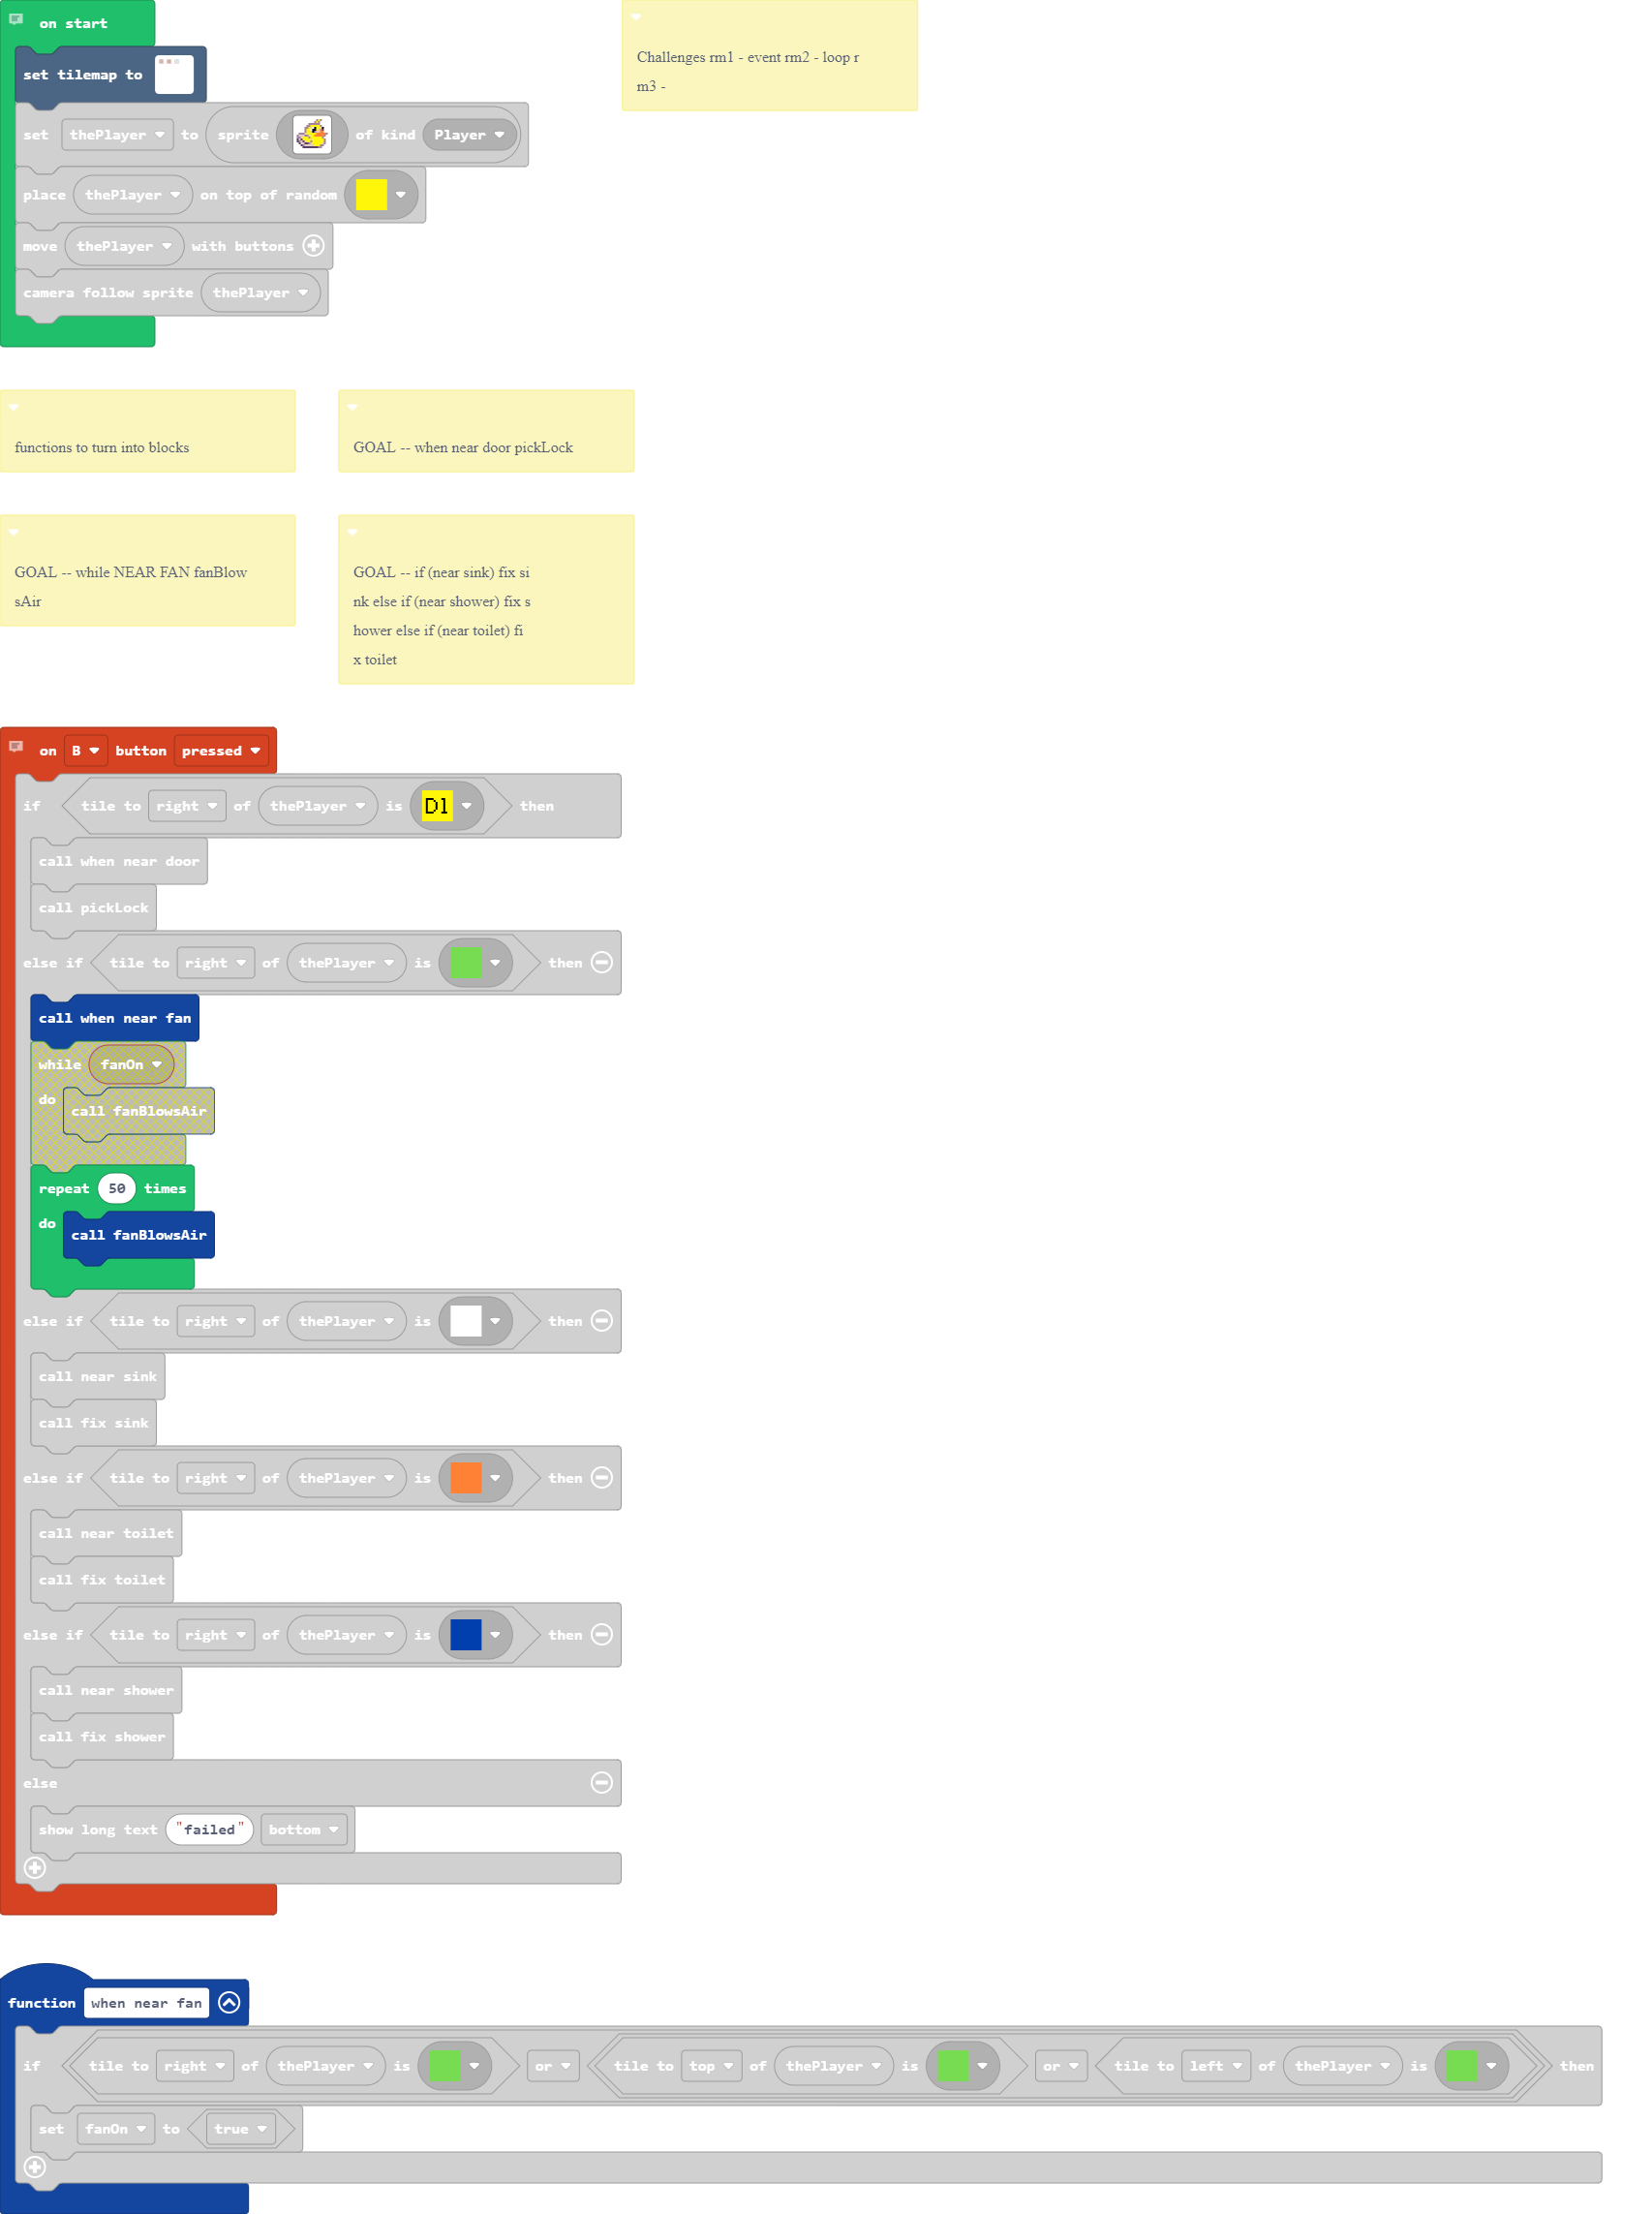 on start
set tilemap to
set thePlayer to sprite of kind Player
place thePlayer on top of random
move thePlayer with buttons
camera follow sprite thePlayer
Challenges rm1 - event rm2 - loop r
m3 -
functions to turn into blocks
GOAL -- when near door pickLock
GOAL -- while NEAR FAN fanBlow
sAir
GOAL -- if (near sink) fix si
nk else if (near shower) fix s
hower else if (near toilet) fi
x toilet
on B button pressed
if tile to right of thePlayer is D1 then
call when near door
call pickLock
else if tile to right of thePlayer is then
call when near fan
while fanOn
do call fanBlowsAir
repeat 50 times
do call fanBlowsAir
else if tile to right of thePlayer is then
call near sink
call fix sink
else if tile to right of thePlayer is then
call near toilet
call fix toilet
else if tile to right of thePlayer is then
call near shower
call fix shower
else
show long text "failed" bottom
function when near fan
if tile to right of thePlayer is or tile to top of thePlayer is or tile to left of thePlayer is then
set fanOn to true